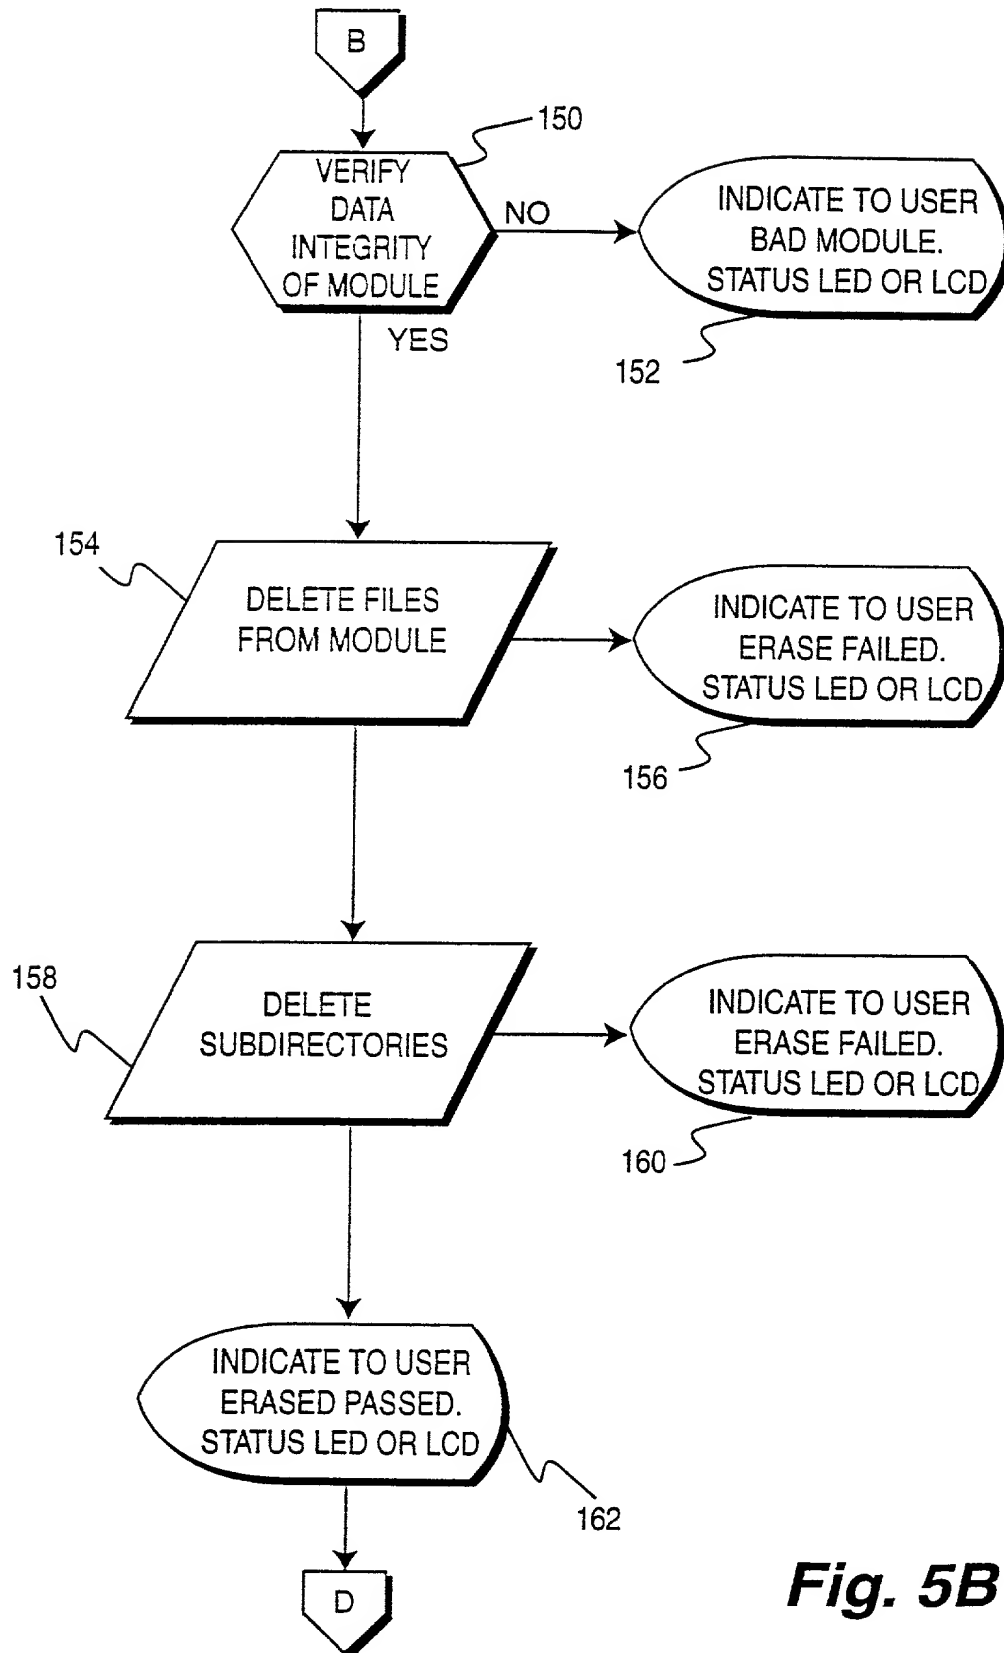 B
150
VERIFY
DATA
INTEGRITY
OF MODULE
NO
INDICATE TO USER
BAD MODULE.
STATUS LED OR LCD
YES
152
154
DELETE FILES
FROM MODULE
INDICATE TO USER
ERASE FAILED.
STATUS LED OR LCD
156
158
DELETE
SUBDIRECTORIES
INDICATE TO USER
ERASE FAILED.
STATUS LED OR LCD
160
INDICATE TO USER
ERASED PASSED.
STATUS LED OR LCD
162
D
Fig. 5B